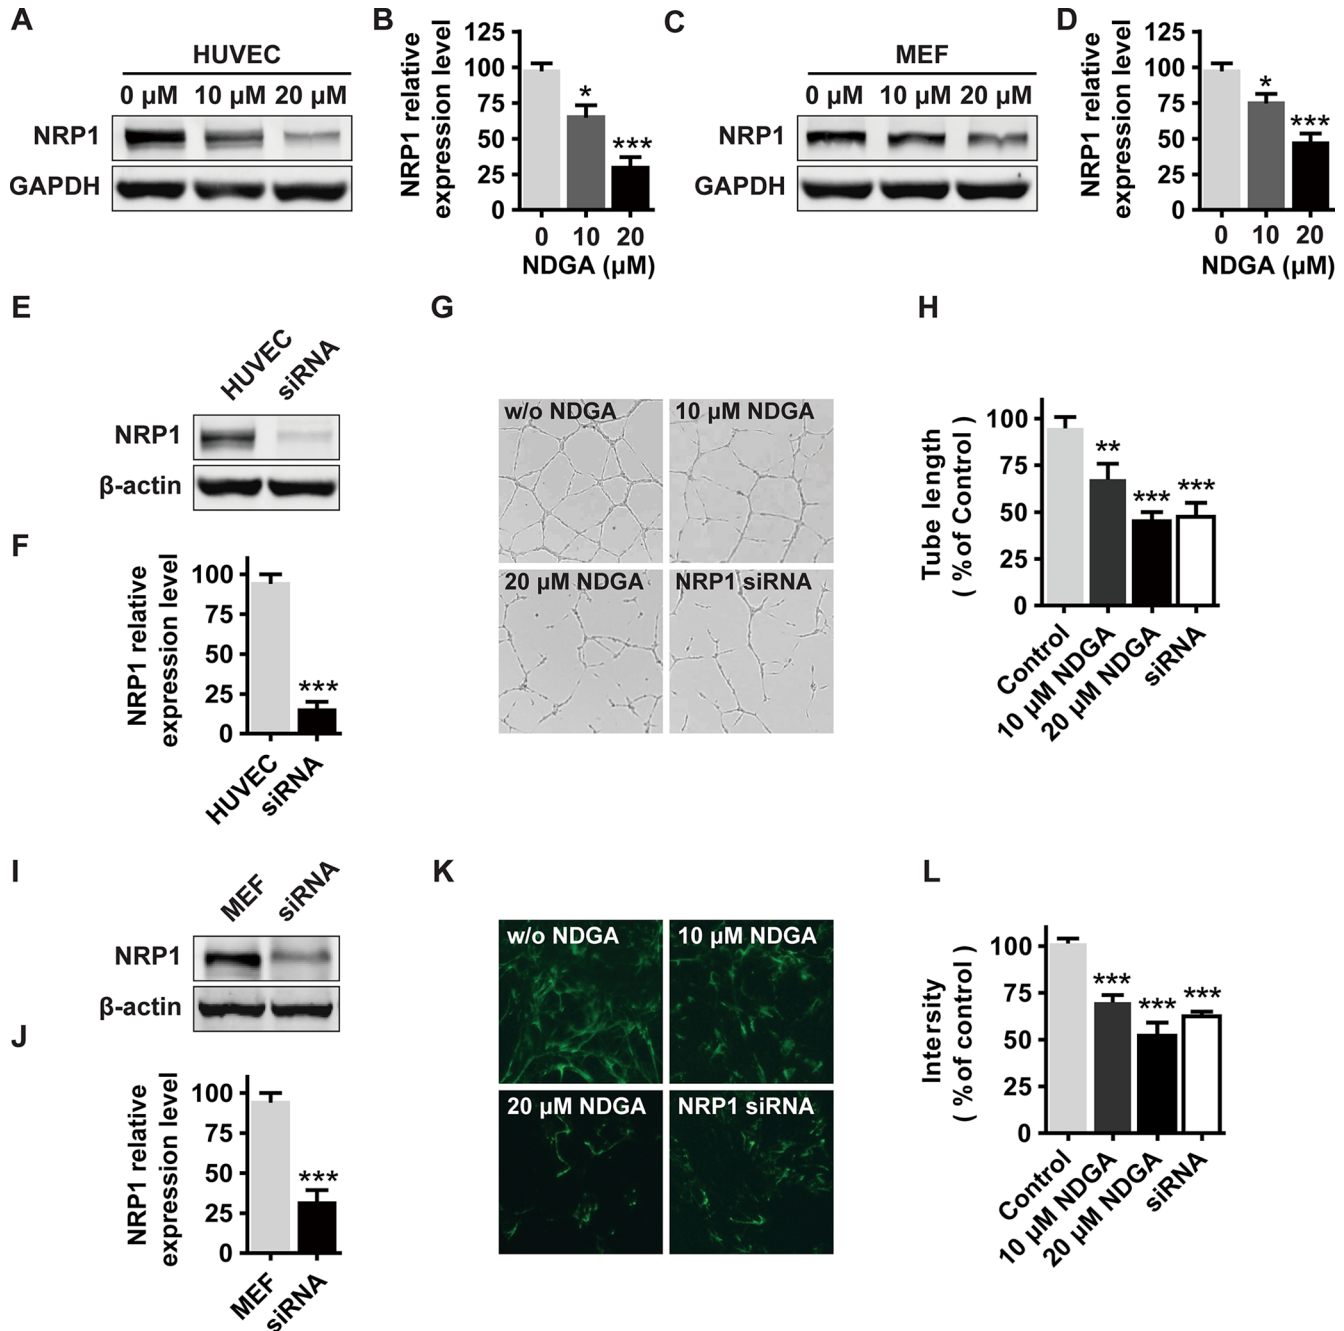 A
HUVEC
0 µM 10 µM 20 µM
NRP1
GAPDH
B
NRP1 relative
expression level
125
100
75
50
25
0
*
***
0 10 20
NDGA (µM)
C
MEF
0 µM 10 µM 20 µM
NRP1
GAPDH
D
NRP1 relative
expression level
125
100
75
50
25
0
*
***
0 10 20
NDGA (µM)
E
HUVEC
siRNA
NRP1
β-actin
F
NRP1 relative
expression level
100
75
50
25
0
***
HUVEC
siRNA
G
w/o NDGA
10 µM NDGA
20 µM NDGA
NRP1 siRNA
H
Tube length
( % of Control )
100
75
50
25
0
**
***
***
Control
10 µM NDGA
20 µM NDGA
siRNA
I
MEF
siRNA
NRP1
β-actin
J
NRP1 relative
expression level
100
75
50
25
0
***
MEF
siRNA
K
w/o NDGA
10 µM NDGA
20 µM NDGA
NRP1 siRNA
L
Intersity
( % of control )
100
75
50
25
0
***
***
***
Control
10 µM NDGA
20 µM NDGA
siRNA